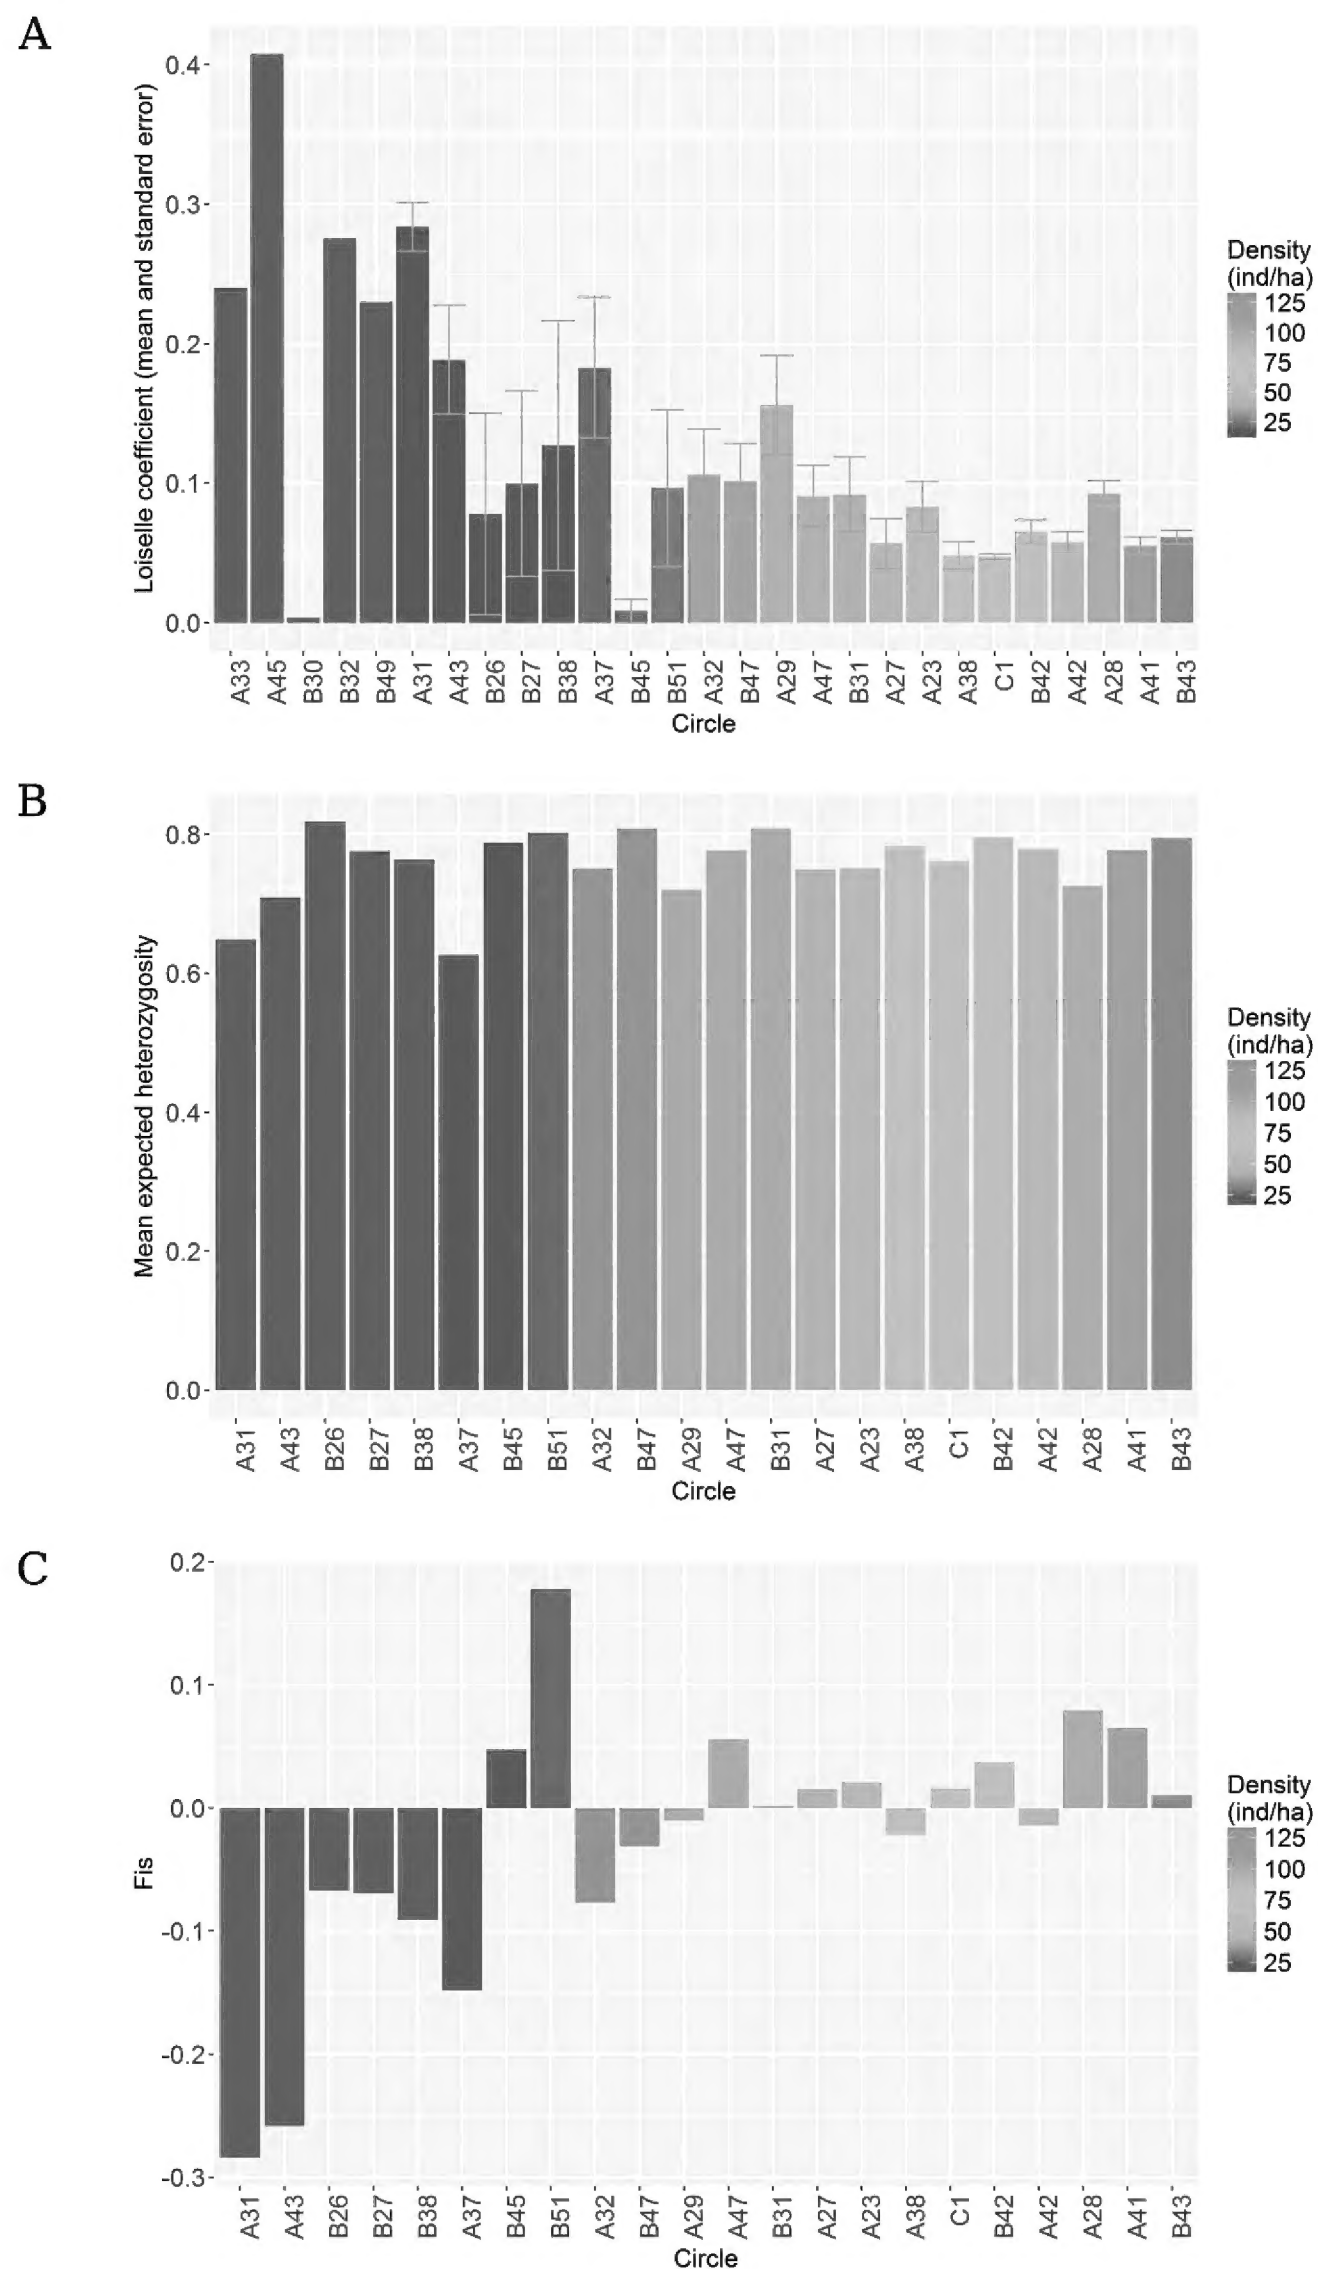 A
Loiselle coefficient (mean and standard error)
0.4
0.3
0.2
0.1
0.0
A33 A45 B30 B32 B49 A31 A43 B26 B27 B38 A37 B45 B51 A32 B47 A29 A47 B31 A27 A23 A38 C1 B42 A42 A28 A41 B43
Circle
Density
(ind/ha)
125
100
75
50
25
B
Mean expected heterozygosity
0.8
0.6
0.4
0.2
0.0
A31 A43 B26 B27 B38 A37 B45 B51 A32 B47 A29 A47 B31 A27 A23 A38 C1 B42 A42 A28 A41 B43
Circle
Density
(ind/ha)
125
100
75
50
25
C
Fis
0.2
0.1
0.0
-0.1
-0.2
-0.3
A31 A43 B26 B27 B38 A37 B45 B51 A32 B47 A29 A47 B31 A27 A23 A38 C1 B42 A42 A28 A41 B43
Circle
Density
(ind/ha)
125
100
75
50
25